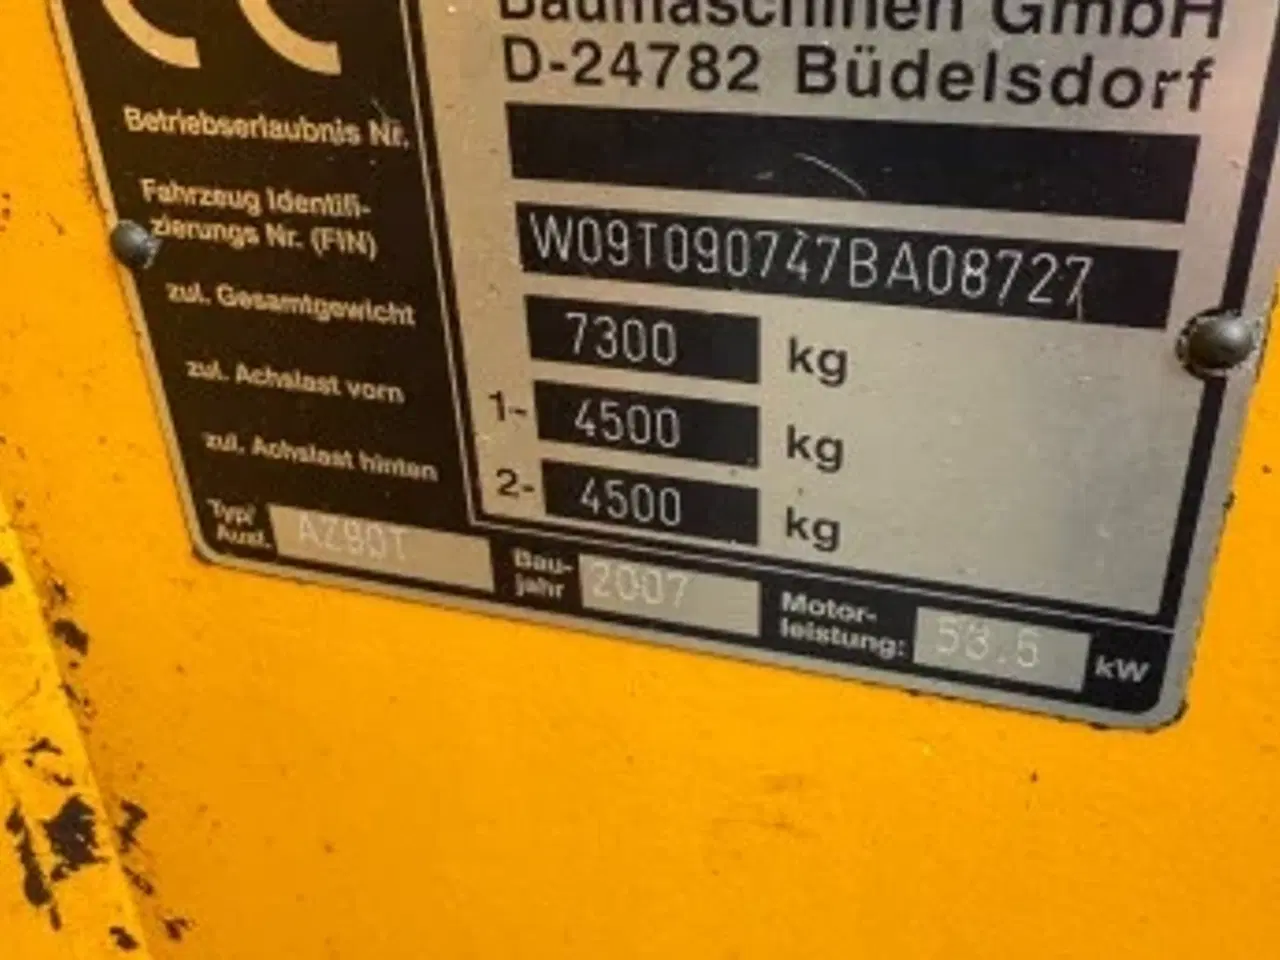 CE
Baumaschinen GmbH
D-24782 Büdelsdorf
Betriebserlaubnis Nr.
Fahrzeug Identifi-
zierungs Nr. (FIN)
W09T090747BA08727
zul. Gesamtgewicht
7300 kg
zul. Achslast vorn
1- 4500 kg
zul. Achslast hinten
2- 4500 kg
Typ/
Ausf.
AZ90T
Bau-
jahr
2007
Motor-
leistung:
53.5 kW